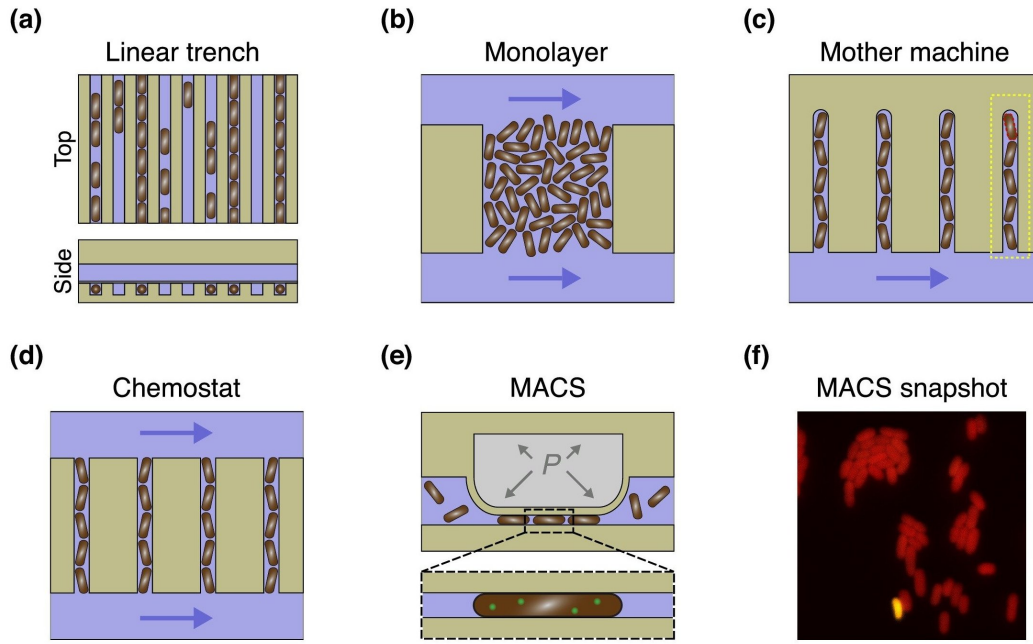 (a)
Linear trench
Top
Side
(b)
Monolayer
(c)
Mother machine
(d)
Chemostat
(e)
MACS
P
(f)
MACS snapshot